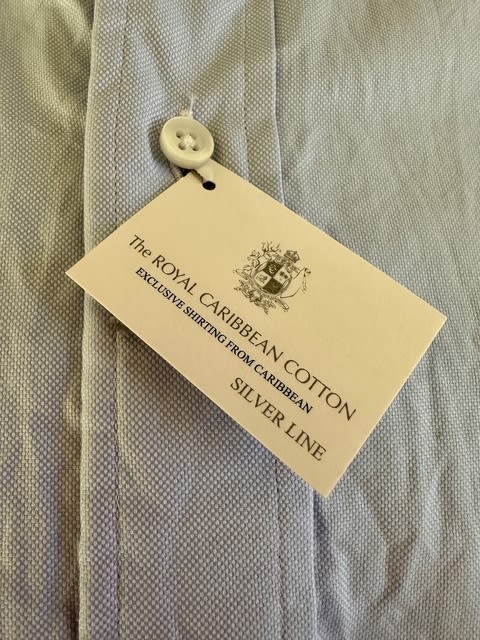 The ROYAL CARIBBEAN COTTON
EXCLUSIVE SHIRTING FROM CARIBBEAN
SILVER LINE